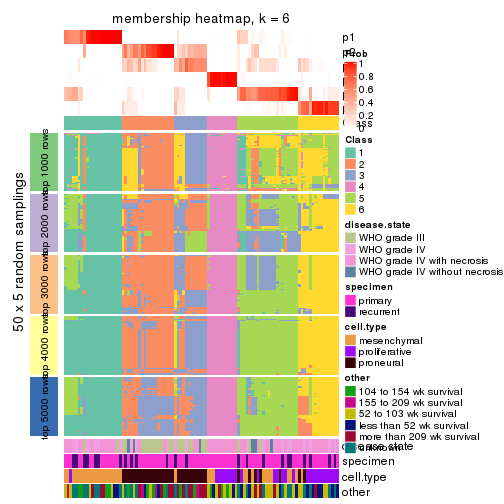 membership heatmap, k = 6
p1
Prob
1
0.8
0.6
0.4
0.2
0
Class
1
2
3
4
5
6
disease.state
WHO grade III
WHO grade IV
WHO grade IV with necrosis
WHO grade IV without necrosis
specimen
primary
recurrent
cell.type
mesenchymal
proliferative
proneural
other
104 to 154 wk survival
155 to 209 wk survival
52 to 103 wk survival
less than 52 wk survival
more than 209 wk survival
50 x 5 random samplings
top 1000 rows
top 2000 rows
top 3000 rows
top 4000 rows
top 5000 rows
disease.state
specimen
cell.type
other